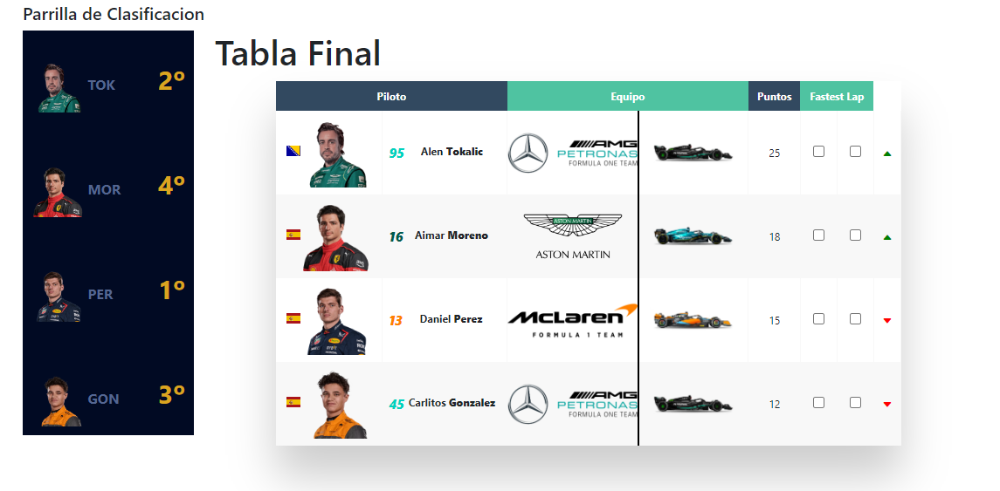 Parrilla de Clasificacion
TOK 2º
MOR 4º
PER 1º
GON 3º
Tabla Final
Piloto Equipo Puntos Fastest Lap
95 Alen Tokalic AMG PETRONAS FORMULA ONE TEAM 25
16 Aimar Moreno ASTON MARTIN ASTON MARTIN 18
13 Daniel Perez McLaren FORMULA 1 TEAM 15
45 Carlitos Gonzalez AMG PETRONAS FORMULA ONE TEAM 12